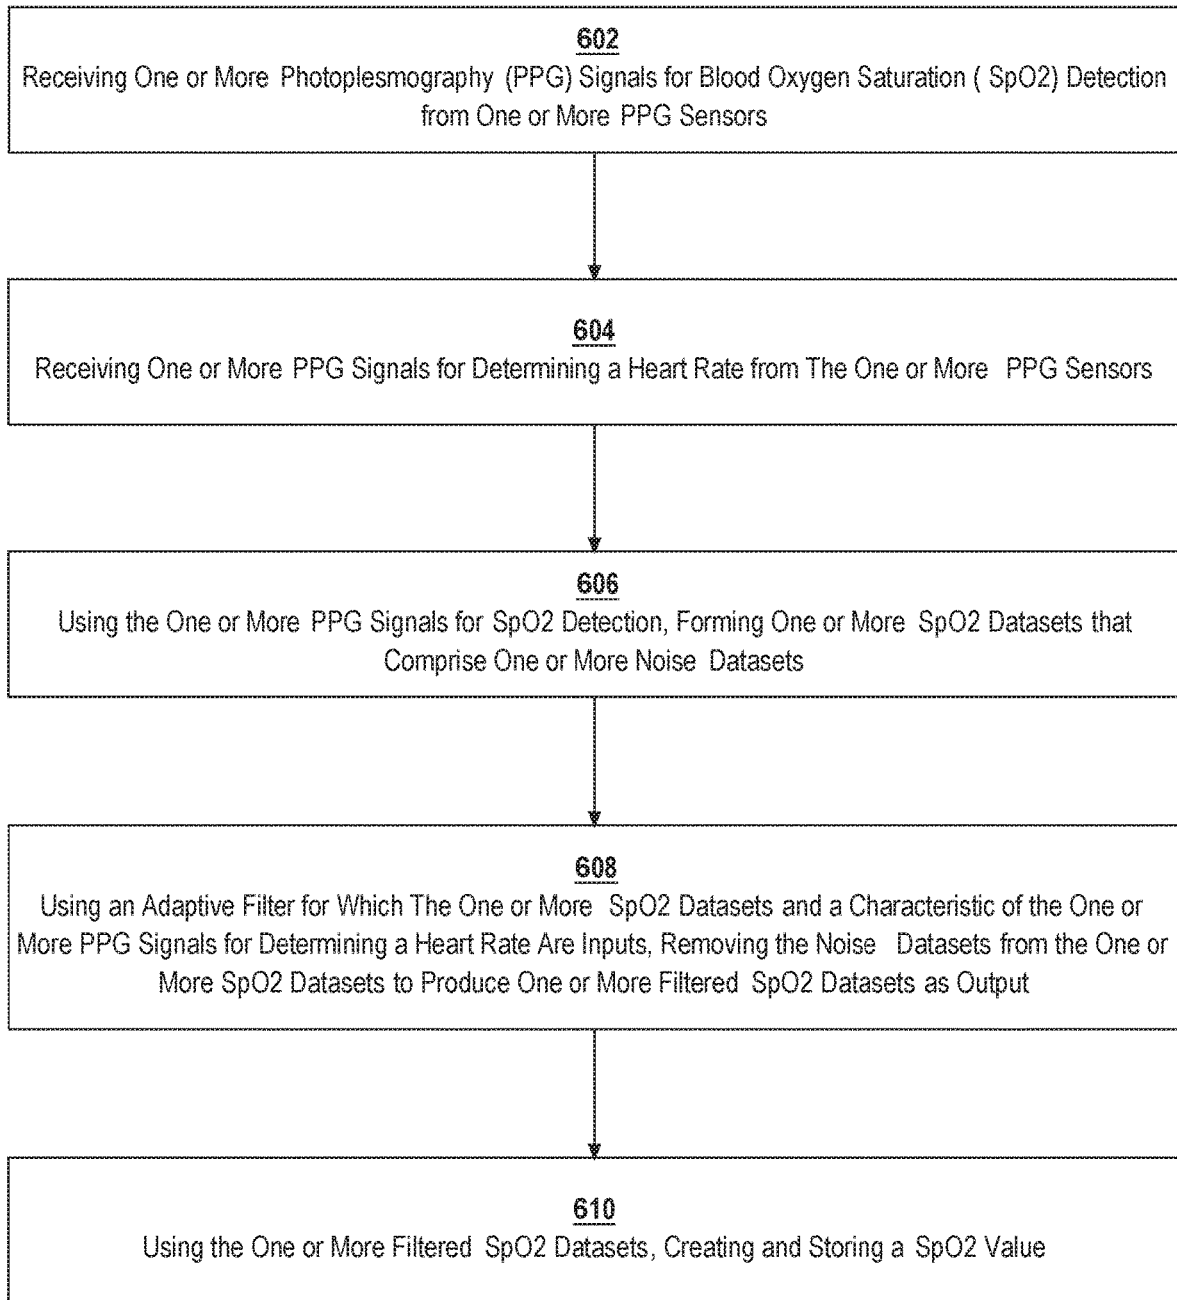 602
Receiving One or More Photoplesmography (PPG) Signals for Blood Oxygen Saturation ( SpO2) Detection
from One or More PPG Sensors
604
Receiving One or More PPG Signals for Determining a Heart Rate from The One or More PPG Sensors
606
Using the One or More PPG Signals for SpO2 Detection, Forming One or More SpO2 Datasets that
Comprise One or More Noise Datasets
608
Using an Adaptive Filter for Which The One or More SpO2 Datasets and a Characteristic of the One or
More PPG Signals for Determining a Heart Rate Are Inputs, Removing the Noise Datasets from the One or
More SpO2 Datasets to Produce One or More Filtered SpO2 Datasets as Output
610
Using the One or More Filtered SpO2 Datasets, Creating and Storing a SpO2 Value